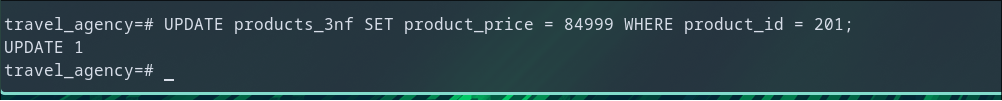 travel_agency=# UPDATE products_3nf SET product_price = 84999 WHERE product_id = 201;
UPDATE 1
travel_agency=# _